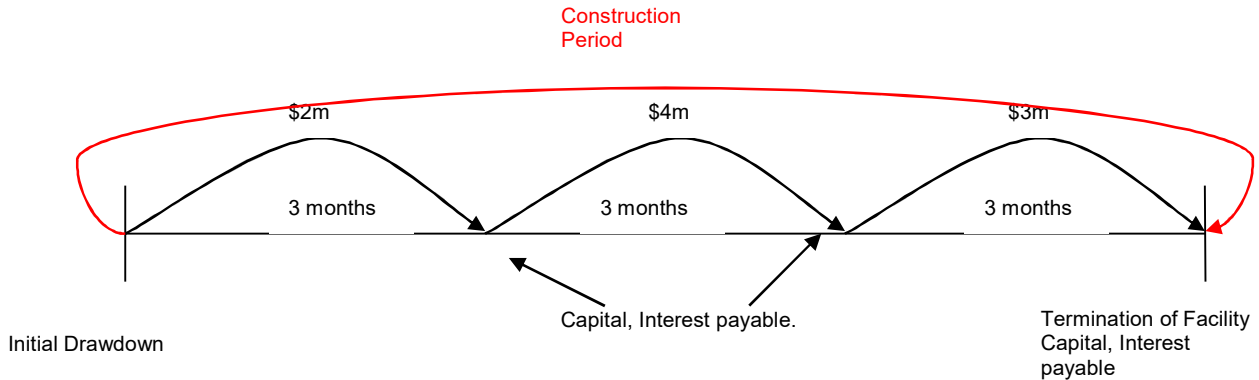 Construction
Period
$2m
$4m
$3m
3 months
3 months
3 months
Capital, Interest payable.
Initial Drawdown
Termination of Facility
Capital, Interest
payable